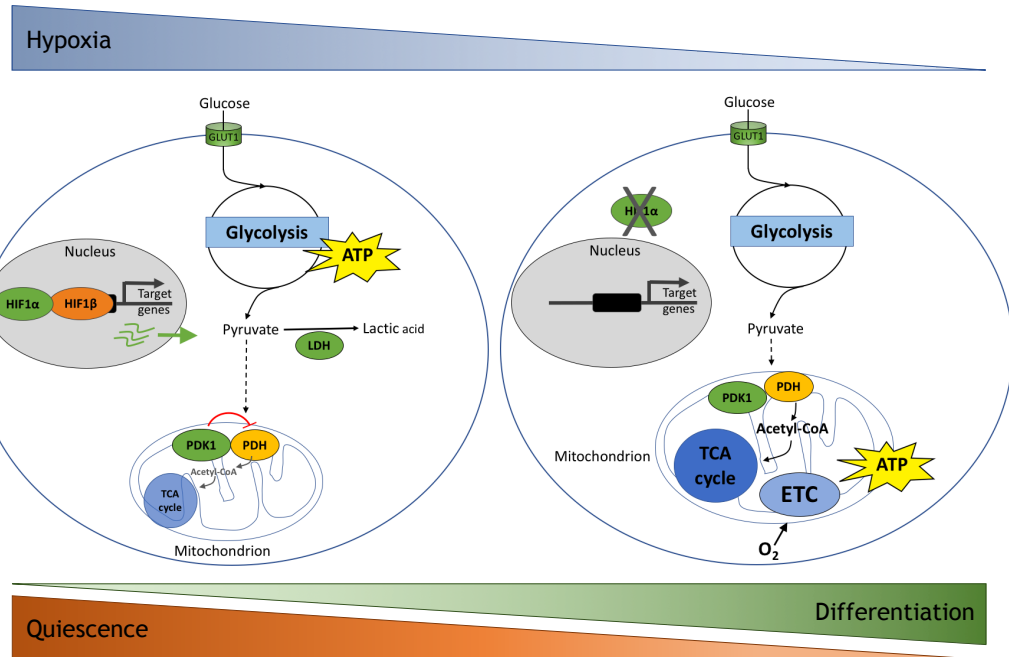 Hypoxia
Glucose
GLUT1
Glycolysis
ATP
Nucleus
HIF1α
HIF1β
Target
genes
Pyruvate
Lactic acid
LDH
PDK1
PDH
Acetyl-CoA
TCA
cycle
Mitochondrion
Glucose
GLUT1
HIF1α
Glycolysis
Nucleus
Target
genes
Pyruvate
PDK1
PDH
Acetyl-CoA
Mitochondrion
TCA
cycle
ATP
ETC
O₂
Differentiation
Quiescence